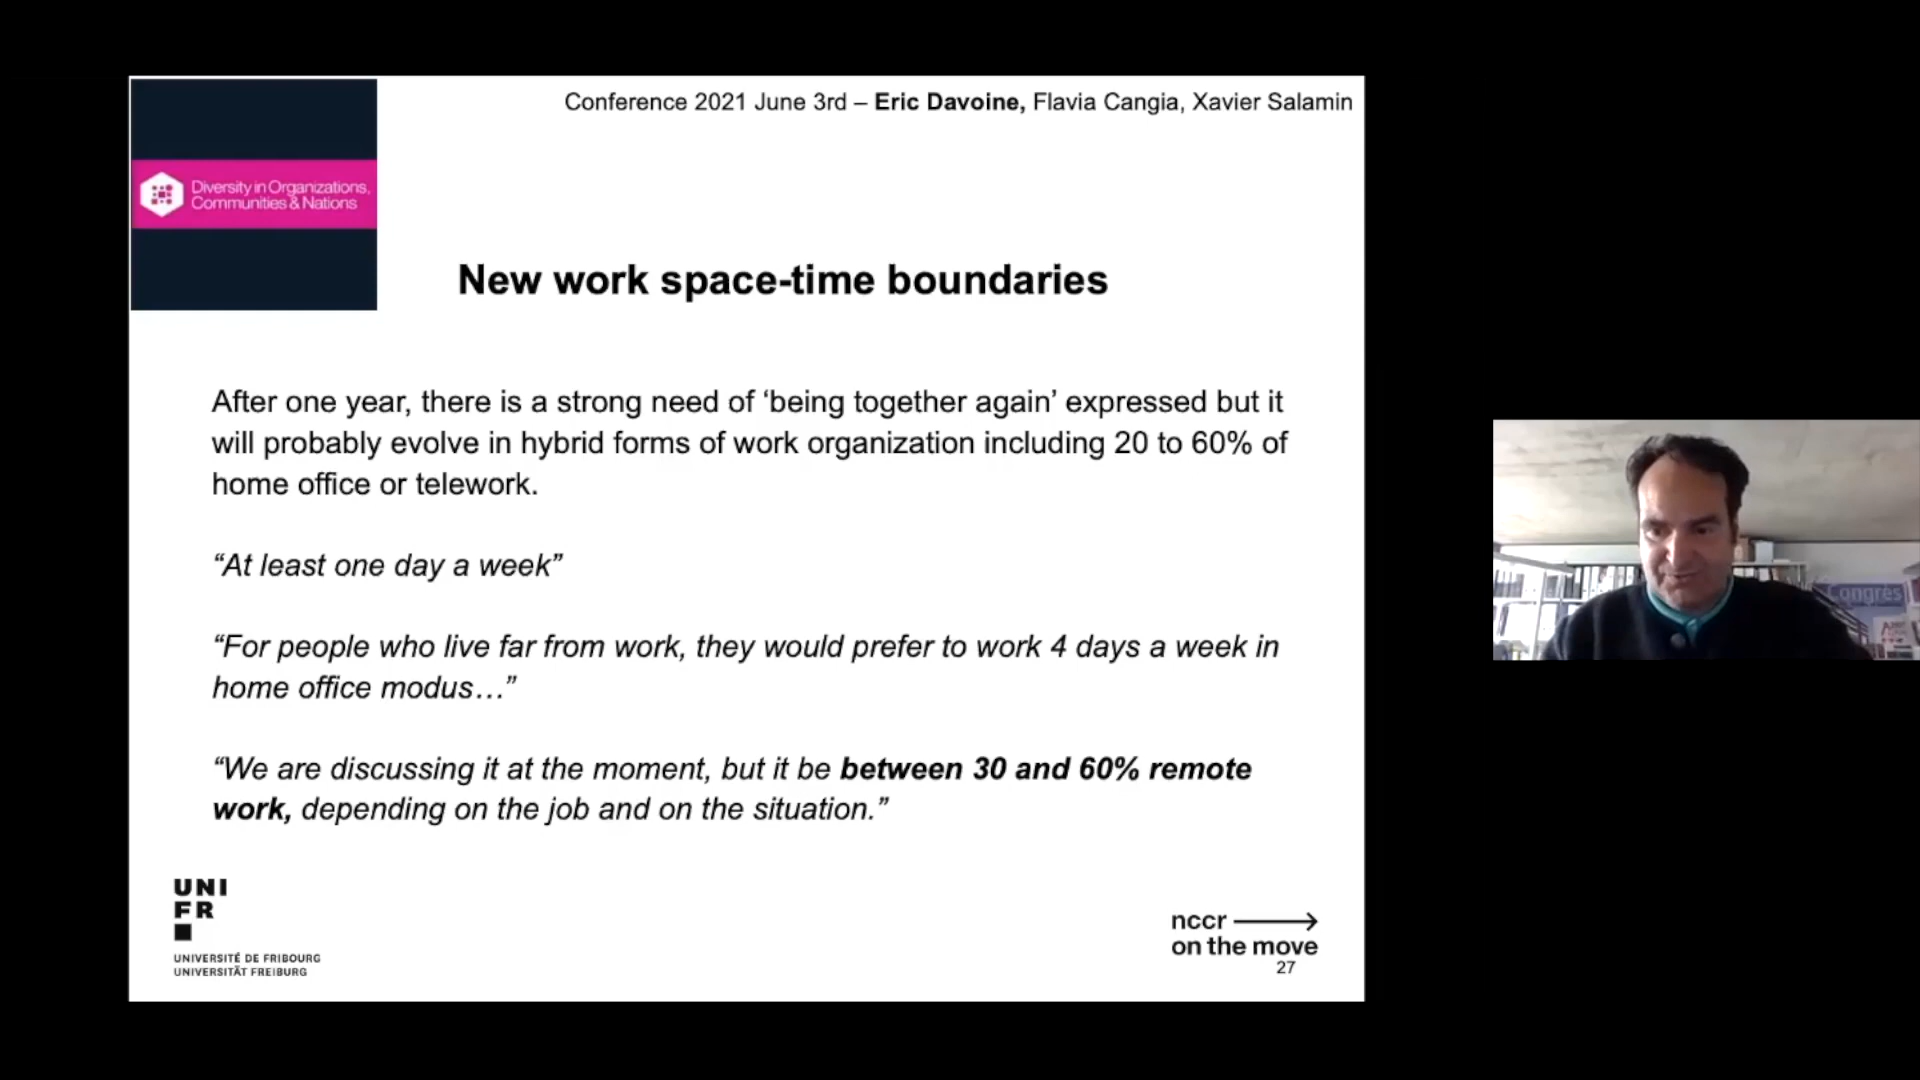 Conference 2021 June 3rd – Eric Davoine, Flavia Cangia, Xavier Salamin
Diversity in Organizations,
Communities & Nations
New work space-time boundaries
After one year, there is a strong need of ‘being together again’ expressed but it
will probably evolve in hybrid forms of work organization including 20 to 60% of
home office or telework.
“At least one day a week”
“For people who live far from work, they would prefer to work 4 days a week in
home office modus…”
“We are discussing it at the moment, but it be between 30 and 60% remote
work, depending on the job and on the situation.”
UNI
FR
UNIVERSITÉ DE FRIBOURG
UNIVERSITÄT FREIBURG
nccr
on the move
27
Congrès